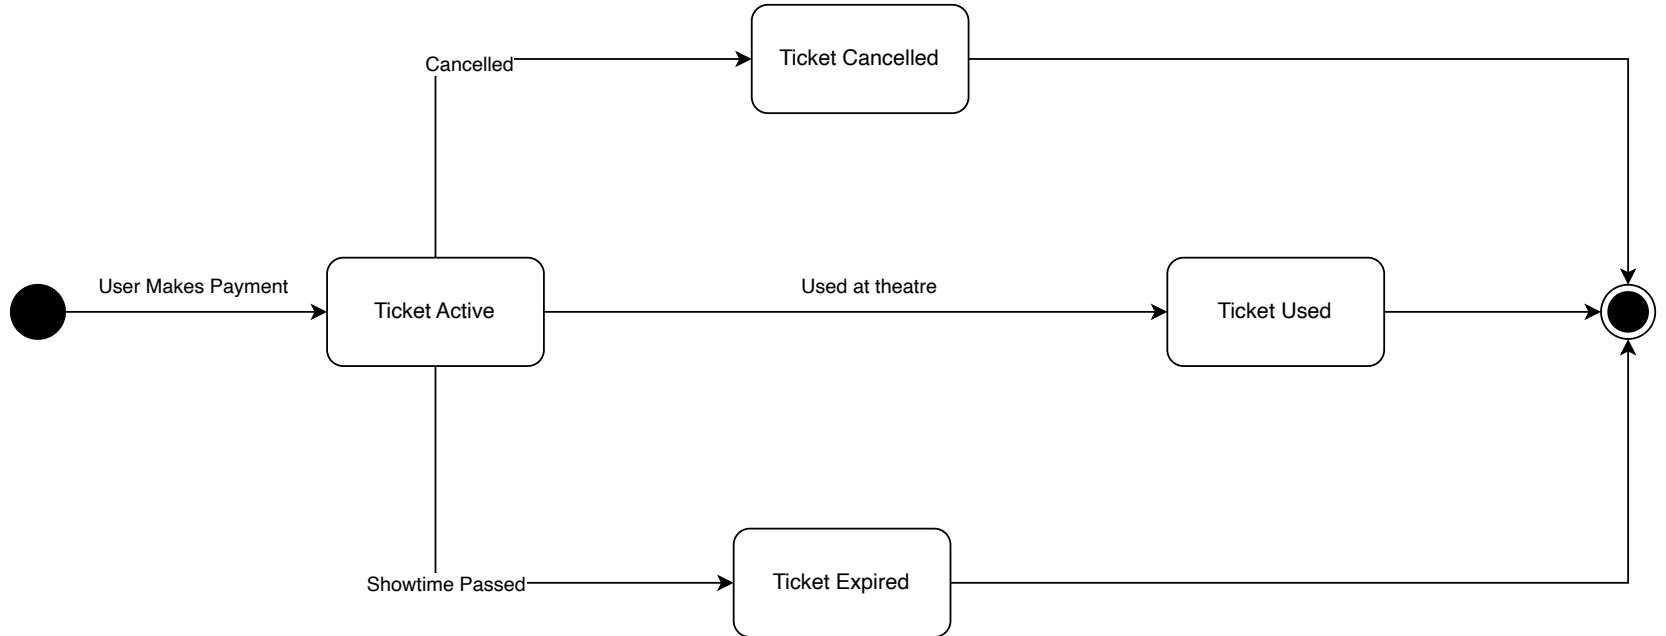 Cancelled
Ticket Cancelled
User Makes Payment
Ticket Active
Used at theatre
Ticket Used
Showtime Passed
Ticket Expired